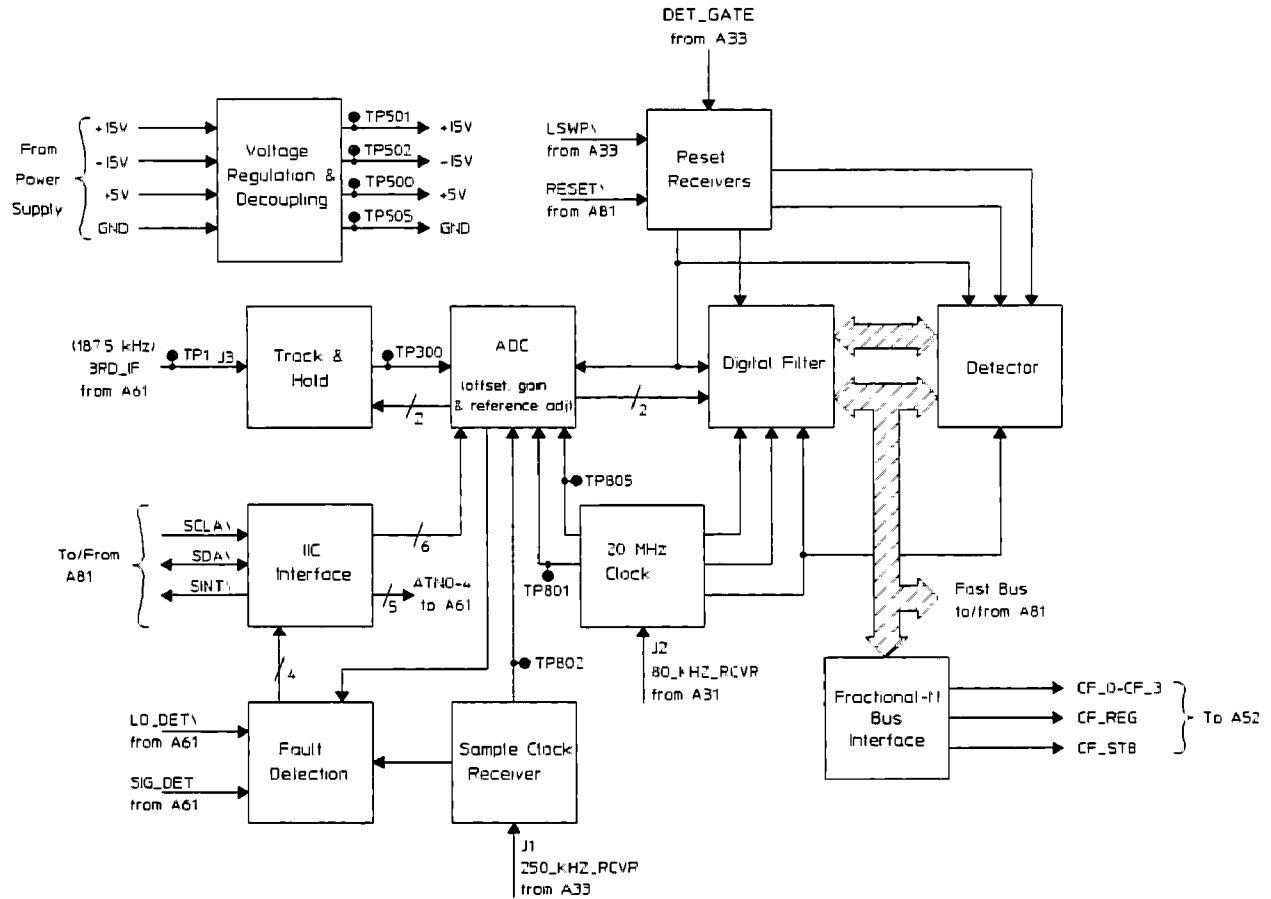 DET_GATE
from A33
From
Power
Supply
+15V
-15V
+5V
GND
Voltage
Regulation &
Decoupling
TP501
TP502
TP500
TP505
+15V
-15V
+5V
GND
LSWP\
from A33
RESET\
from A81
Reset
Receivers
(187.5 kHz)
3RD_IF
from A61
TP1
J3
Track &
Hold
TP300
2
ADC
(offset, gain
& reference adj)
2
Digital Filter
Detector
To/From
A81
SCLA\
SDA\
SINT\
IIC
Interface
6
5
ATN0-4
to A61
TP805
TP801
20 MHz
Clock
J2
80_KHZ_RCVR
from A31
Fast Bus
to/from A81
4
TP802
LO_DET\
from A61
SIG_DET
from A61
Fault
Detection
Sample Clock
Receiver
J1
250_KHZ_RCVR
from A33
Fractional-N
Bus
Interface
CF_0-CF_3
CF_REG
CF_STB
To A52